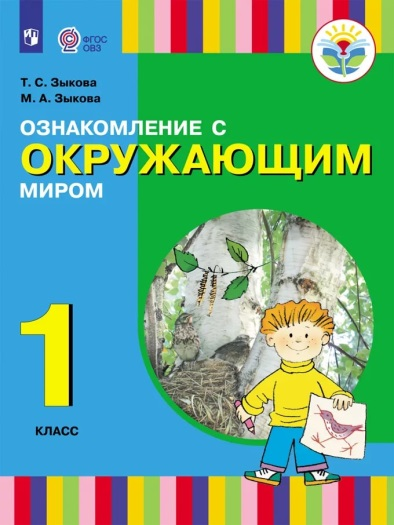 ФГОС
ОВЗ
Т. С. Зыкова
М. А. Зыкова
ОЗНАКОМЛЕНИЕ С
ОКРУЖАЮЩИМ
МИРОМ
1
КЛАСС